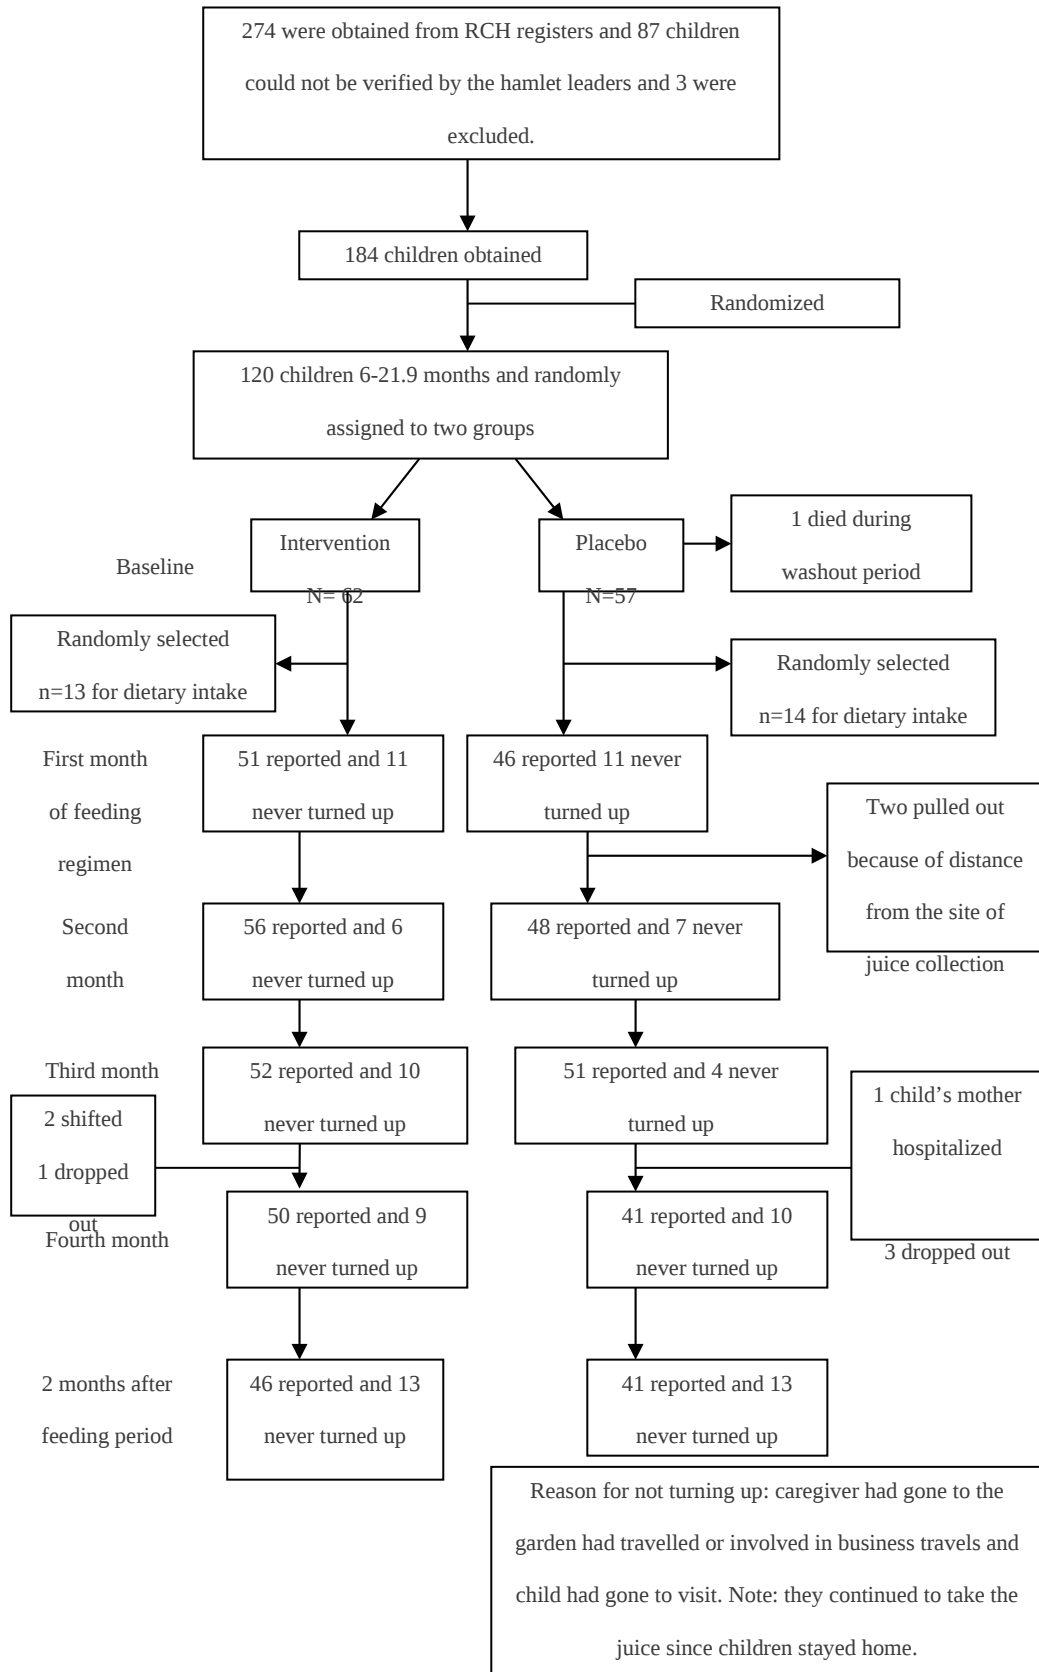 274 were obtained from RCH registers and 87 children
could not be verified by the hamlet leaders and 3 were
excluded.
184 children obtained
Randomized
120 children 6-21.9 months and randomly
assigned to two groups
Baseline
Intervention
N= 62
Placebo
N=57
1 died during
washout period
Randomly selected
n=13 for dietary intake
Randomly selected
n=14 for dietary intake
First month
of feeding
regimen
51 reported and 11
never turned up
46 reported 11 never
turned up
Two pulled out
because of distance
from the site of
juice collection
Second
month
56 reported and 6
never turned up
48 reported and 7 never
turned up
Third month
52 reported and 10
never turned up
51 reported and 4 never
turned up
2 shifted
1 dropped
out
1 child’s mother
hospitalized
3 dropped out
Fourth month
50 reported and 9
never turned up
41 reported and 10
never turned up
2 months after
feeding period
46 reported and 13
never turned up
41 reported and 13
never turned up
Reason for not turning up: caregiver had gone to the
garden had travelled or involved in business travels and
child had gone to visit. Note: they continued to take the
juice since children stayed home.